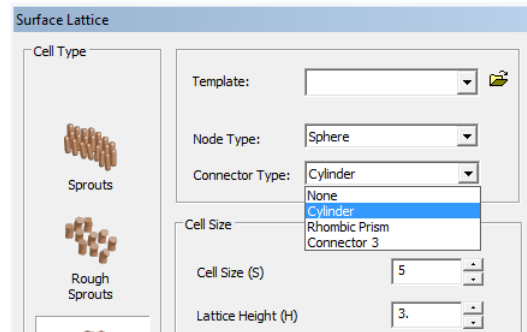 Surface Lattice
Cell Type
Template:
Node Type: Sphere
Connector Type: Cylinder
None
Cylinder
Rhombic Prism
Connector 3
Sprouts
Rough
Sprouts
Cell Size
Cell Size (S) 5
Lattice Height (H) 3.